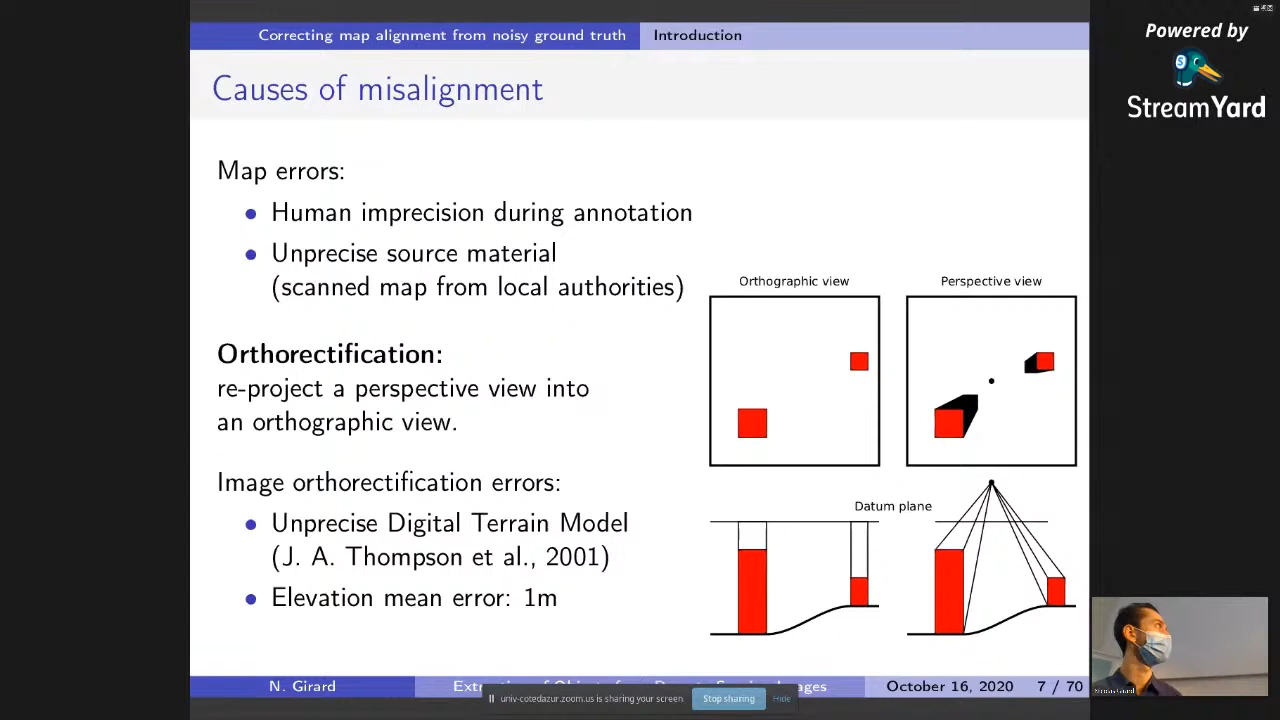 Correcting map alignment from noisy ground truth
Introduction
Powered by
StreamYard
Causes of misalignment
Map errors:
• Human imprecision during annotation
• Unprecise source material
(scanned map from local authorities)
Orthorectification:
re-project a perspective view into
an orthographic view.
Image orthorectification errors:
• Unprecise Digital Terrain Model
(J. A. Thompson et al., 2001)
• Elevation mean error: 1m
Orthographic view
Perspective view
Datum plane
N. Girard
October 16, 2020
7 / 70
univ-cotedazur.zoom.us is sharing your screen
Stop sharing
Hide
Nicolas Girard